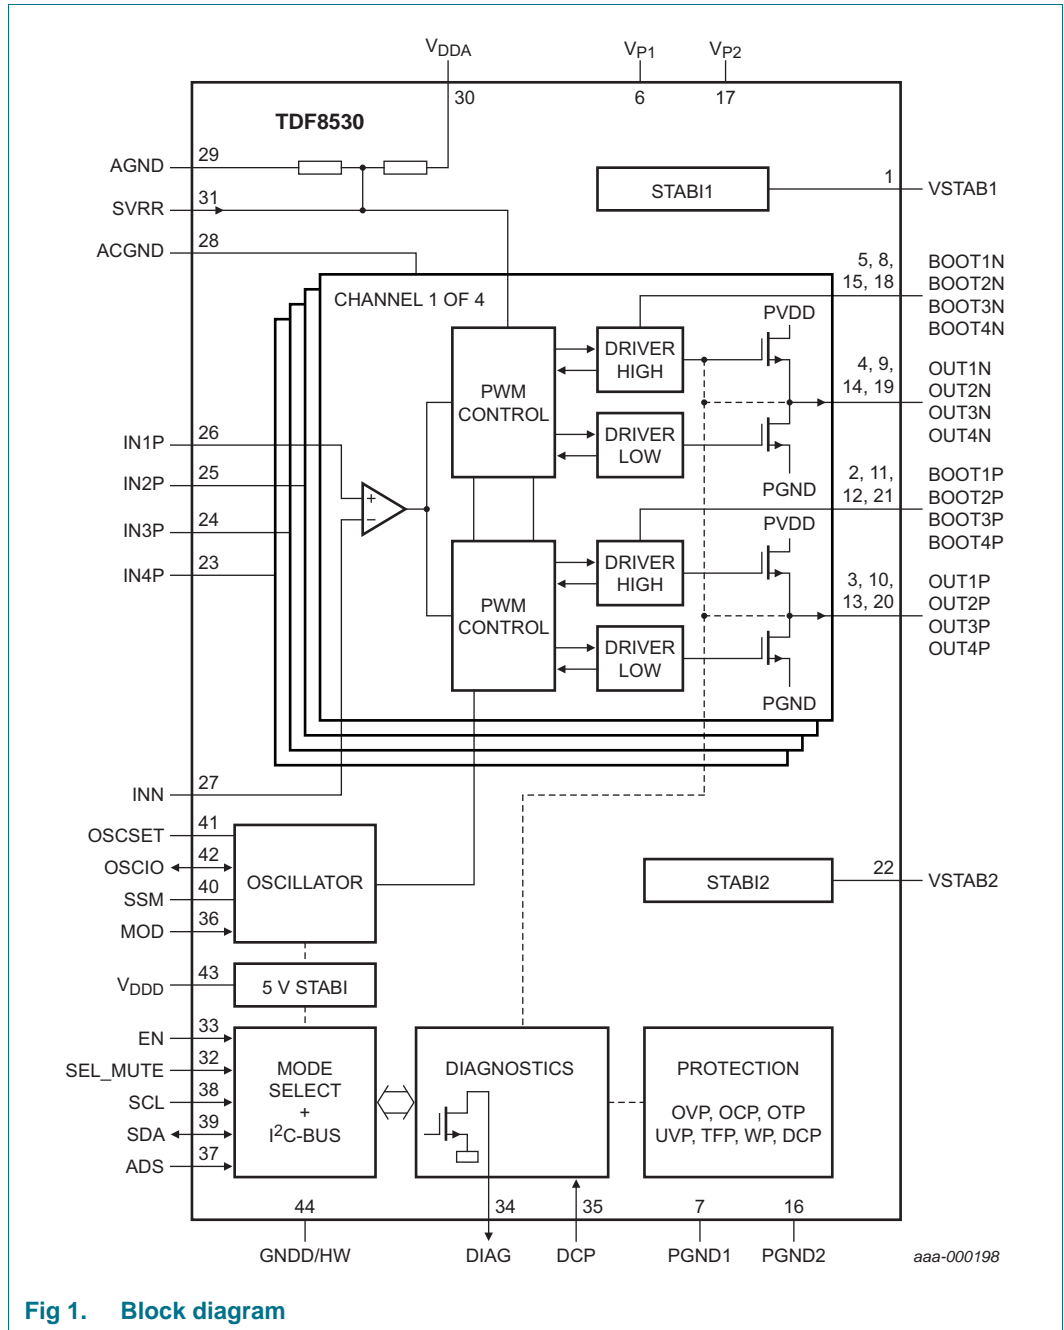 VDDA
VP1
VP2
30
6
17
TDF8530
AGND
29
SVRR
31
ACGND
28
STABI1
1
VSTAB1
CHANNEL 1 OF 4
5, 8,
15, 18
BOOT1N
BOOT2N
BOOT3N
BOOT4N
PWM
CONTROL
DRIVER
HIGH
PVDD
4, 9,
14, 19
OUT1N
OUT2N
OUT3N
OUT4N
DRIVER
LOW
PGND
IN1P
26
IN2P
25
IN3P
24
IN4P
23
+
−
2, 11,
12, 21
BOOT1P
BOOT2P
BOOT3P
BOOT4P
PWM
CONTROL
DRIVER
HIGH
PVDD
3, 10,
13, 20
OUT1P
OUT2P
OUT3P
OUT4P
DRIVER
LOW
PGND
INN
27
OSCSET
41
OSCIO
42
SSM
40
MOD
36
OSCILLATOR
STABI2
22
VSTAB2
VDDD
43
5 V STABI
EN
33
SEL_MUTE
32
SCL
38
SDA
39
ADS
37
MODE
SELECT
+
I²C-BUS
DIAGNOSTICS
PROTECTION
OVP, OCP, OTP
UVP, TFP, WP, DCP
44
34
35
7
16
GNDD/HW
DIAG
DCP
PGND1
PGND2
aaa-000198
Fig 1. Block diagram